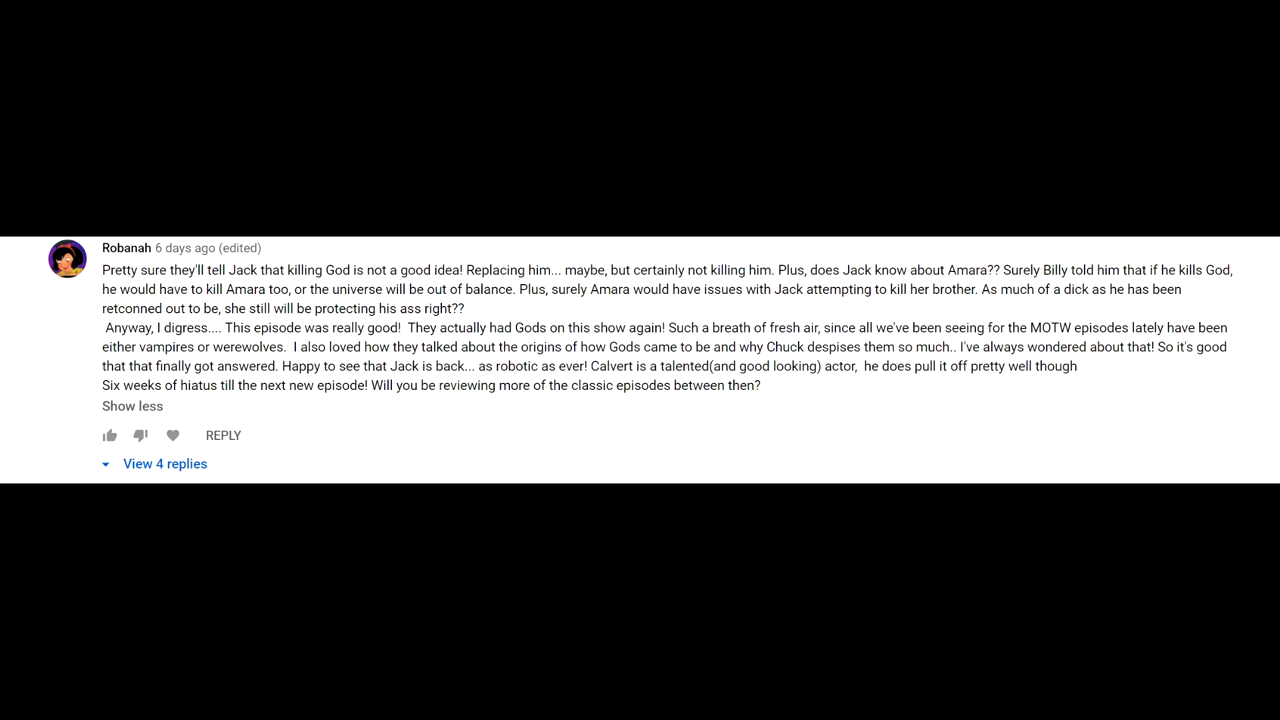 Robanah 6 days ago (edited)
Pretty sure they'll tell Jack that killing God is not a good idea! Replacing him... maybe, but certainly not killing him. Plus, does Jack know about Amara?? Surely Billy told him that if he kills God,
he would have to kill Amara too, or the universe will be out of balance. Plus, surely Amara would have issues with Jack attempting to kill her brother. As much of a dick as he has been
retconned out to be, she still will be protecting his ass right??
Anyway, I digress.... This episode was really good!  They actually had Gods on this show again! Such a breath of fresh air, since all we've been seeing for the MOTW episodes lately have been
either vampires or werewolves.  I also loved how they talked about the origins of how Gods came to be and why Chuck despises them so much.. I've always wondered about that! So it's good
that that finally got answered. Happy to see that Jack is back... as robotic as ever! Calvert is a talented(and good looking) actor,  he does pull it off pretty well though
Six weeks of hiatus till the next new episode! Will you be reviewing more of the classic episodes between then?
Show less
REPLY
View 4 replies